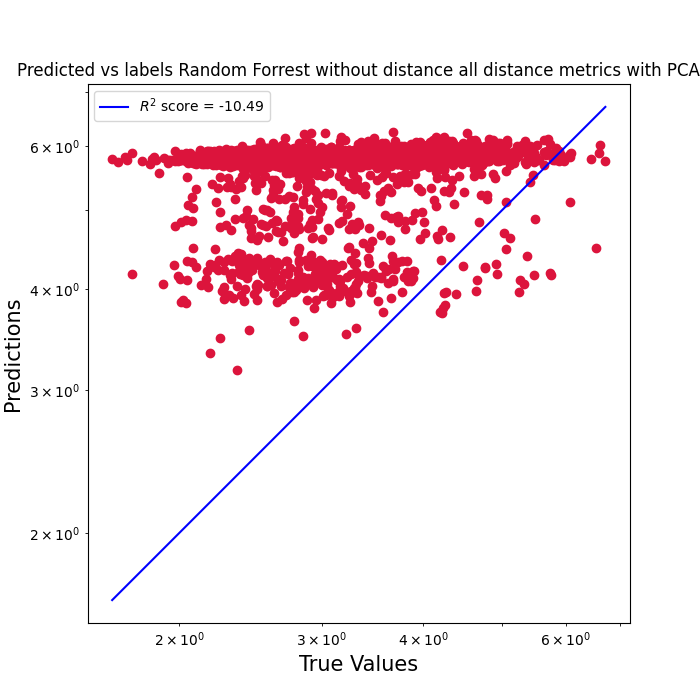 Predicted vs labels Random Forrest without distance all distance metrics with PCA
R² score = -10.49
6 × 10⁰
4 × 10⁰
3 × 10⁰
2 × 10⁰
Predictions
2 × 10⁰ 3 × 10⁰ 4 × 10⁰ 6 × 10⁰
True Values